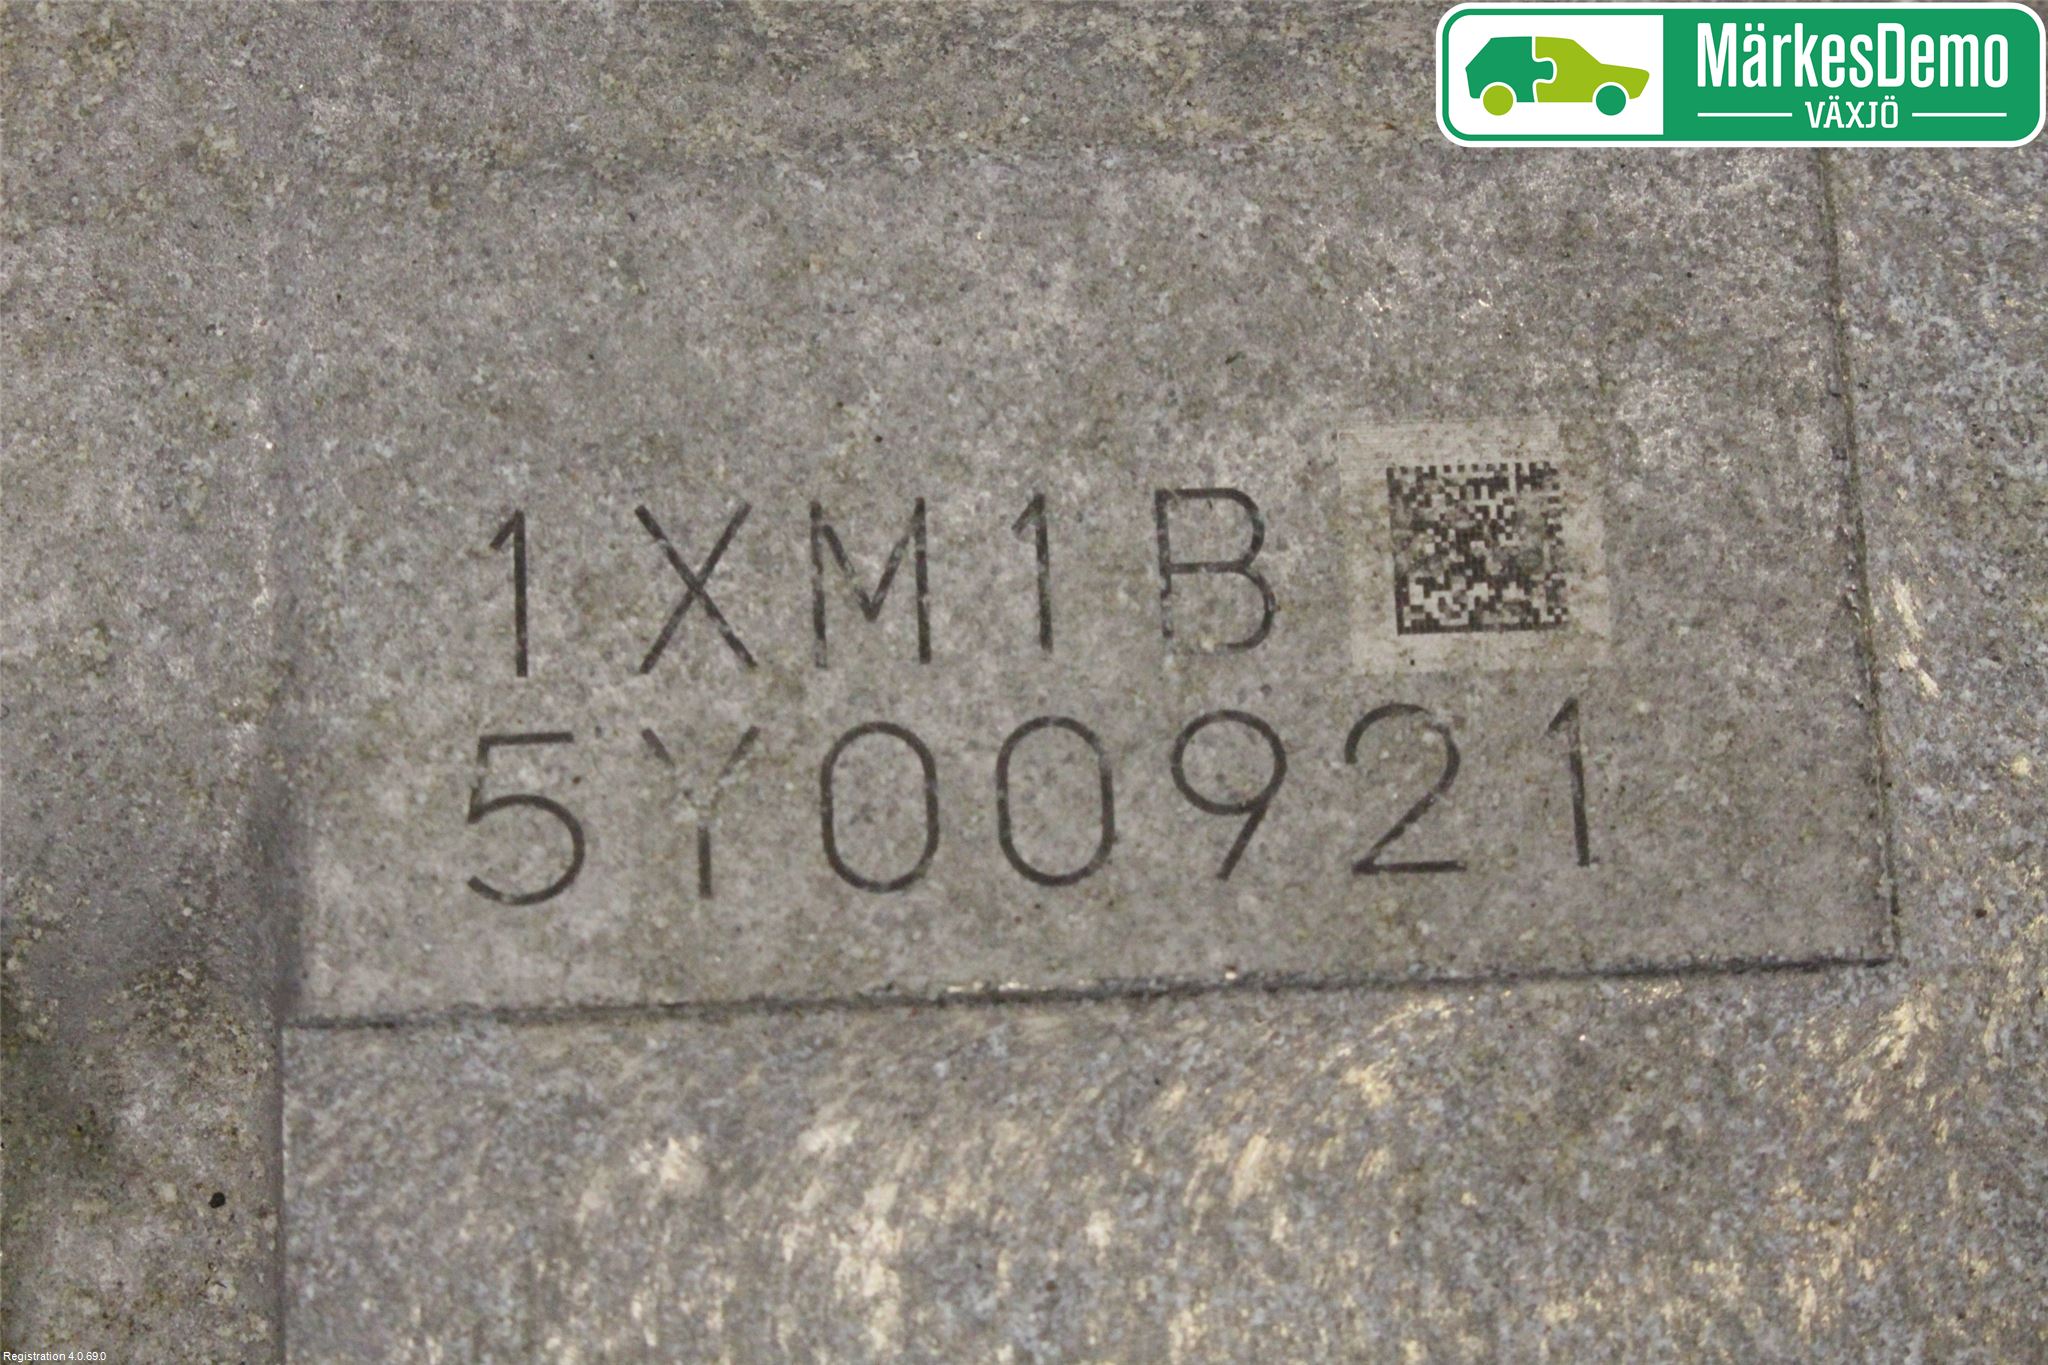 MärkesDemo
VÄXJÖ
1XM1B
5Y00921
Registration 4.0.69.0